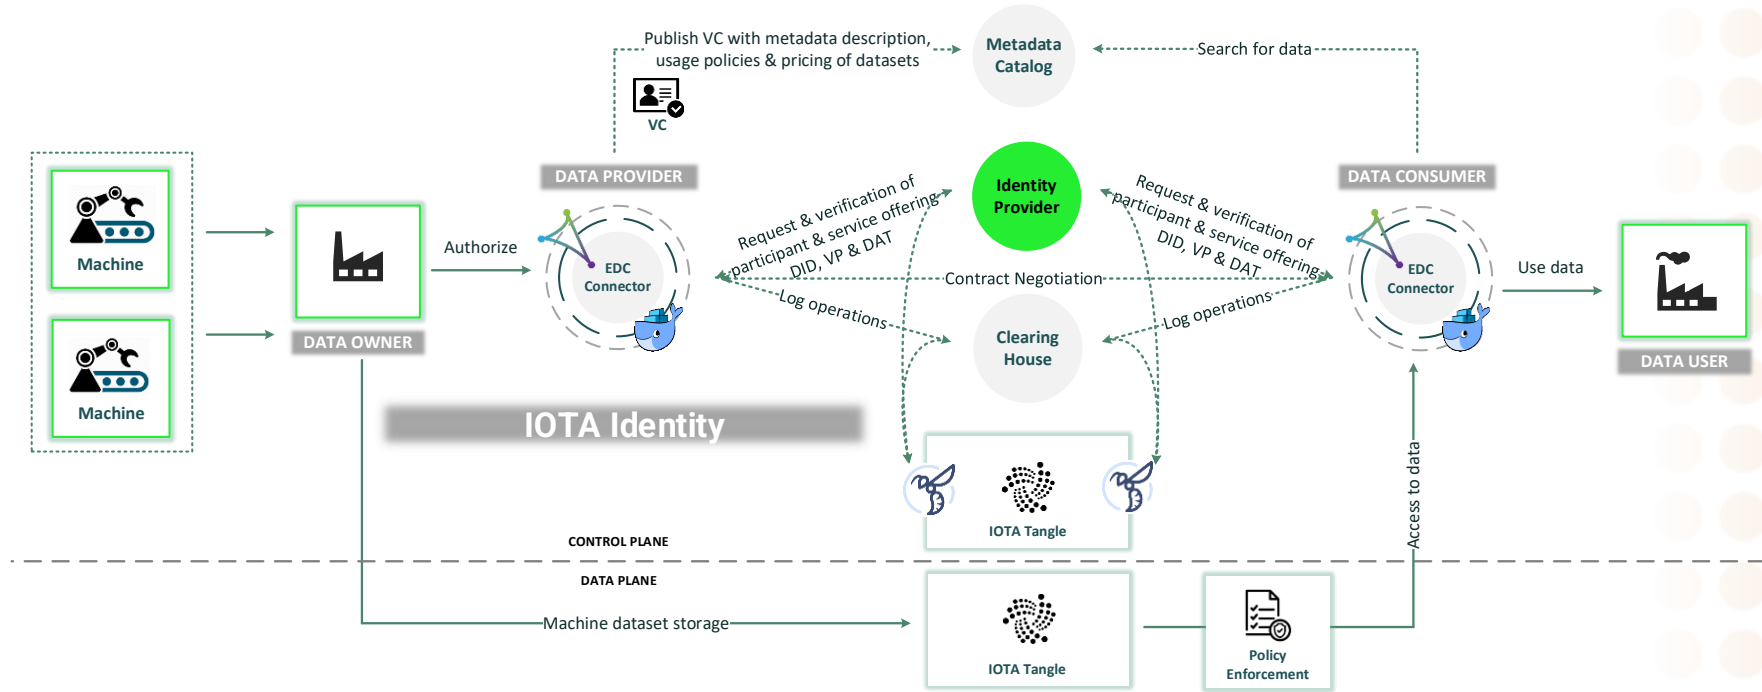 Publish VC with metadata description,
usage policies & pricing of datasets
VC
Metadata
Catalog
Search for data
Machine
Machine
DATA OWNER
Authorize
DATA PROVIDER
EDC
Connector
Request & verification of
participant & service offering
DID, VP & DAT
Identity
Provider
Request & verification of
participant & service offering
DID, VP & DAT
Contract Negotiation
Log operations
Clearing
House
Log operations
DATA CONSUMER
EDC
Connector
Use data
DATA USER
IOTA Identity
IOTA Tangle
Access to data
CONTROL PLANE
DATA PLANE
Machine dataset storage
IOTA Tangle
Policy
Enforcement